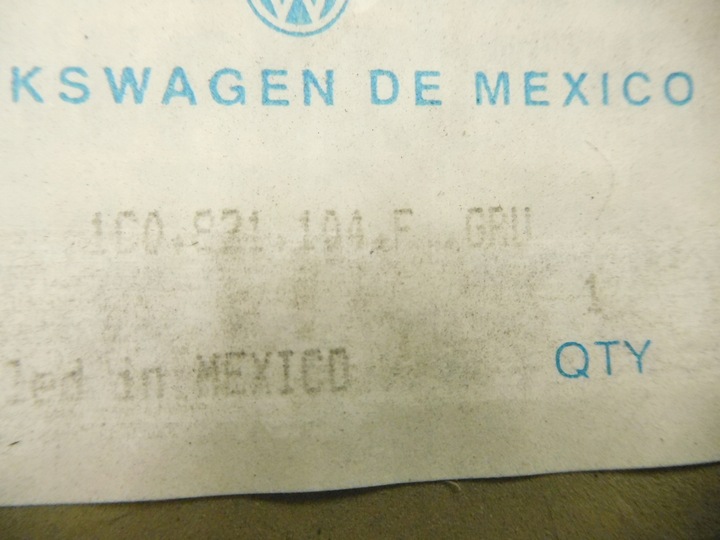 KSWAGEN DE MEXICO
1C0.821.104.F GRU
1
led in MEXICO
QTY